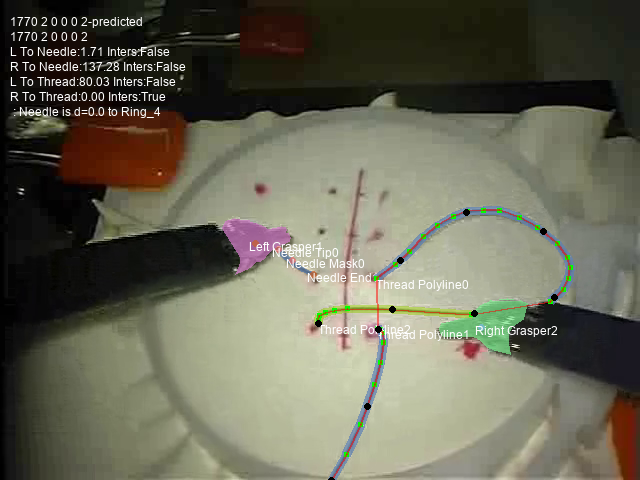 1770 2 0 0 0 2-predicted
1770 2 0 0 0 2
L To Needle:1.71 Inters:False
R To Needle:137.28 Inters:False
L To Thread:80.03 Inters:False
R To Thread:0.00 Inters:True
: Needle is d=0.0 to Ring_4
Left Grasper1
Needle Tip0
Needle Mask0
Needle End
Thread Polyline0
Thread Polyline2
Thread Polyline1
Right Grasper2